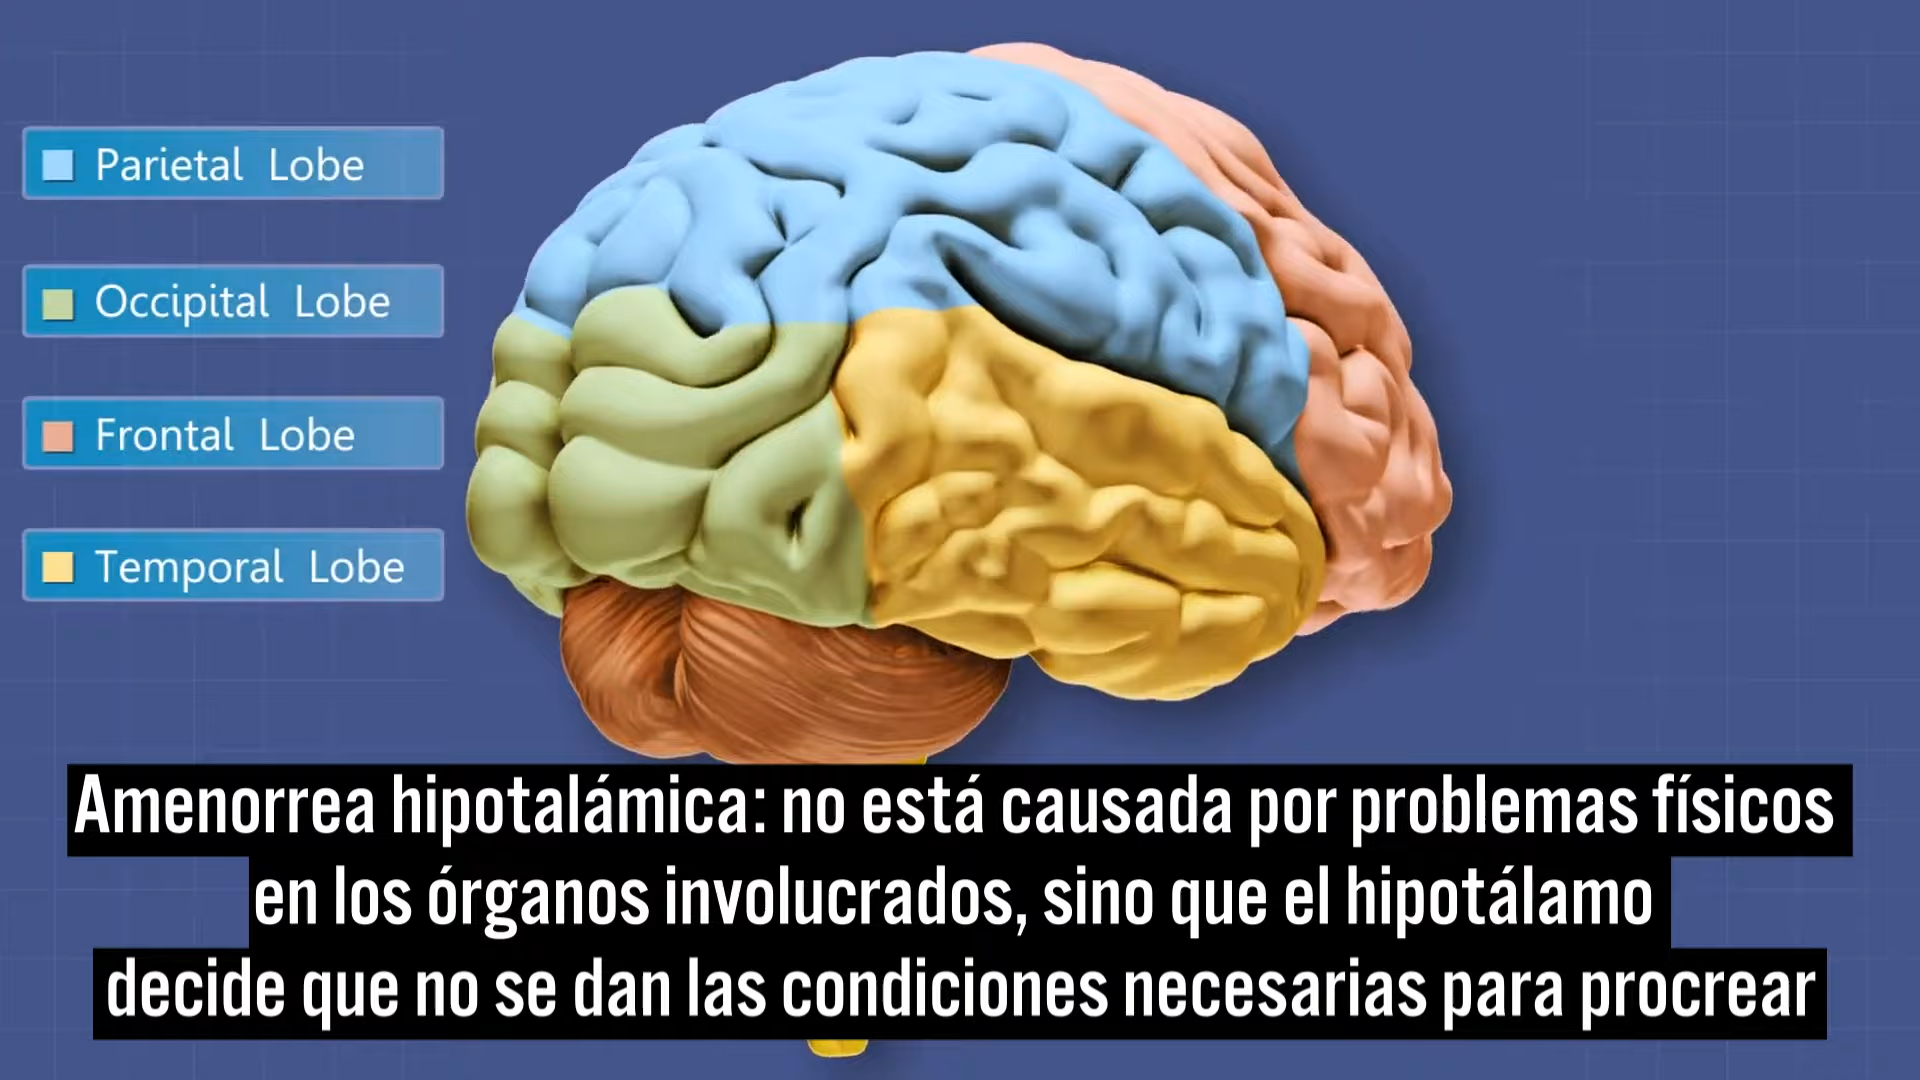 Parietal Lobe
Occipital Lobe
Frontal Lobe
Temporal Lobe
Amenorrea hipotalámica: no está causada por problemas físicos
en los órganos involucrados, sino que el hipotálamo
decide que no se dan las condiciones necesarias para procrear